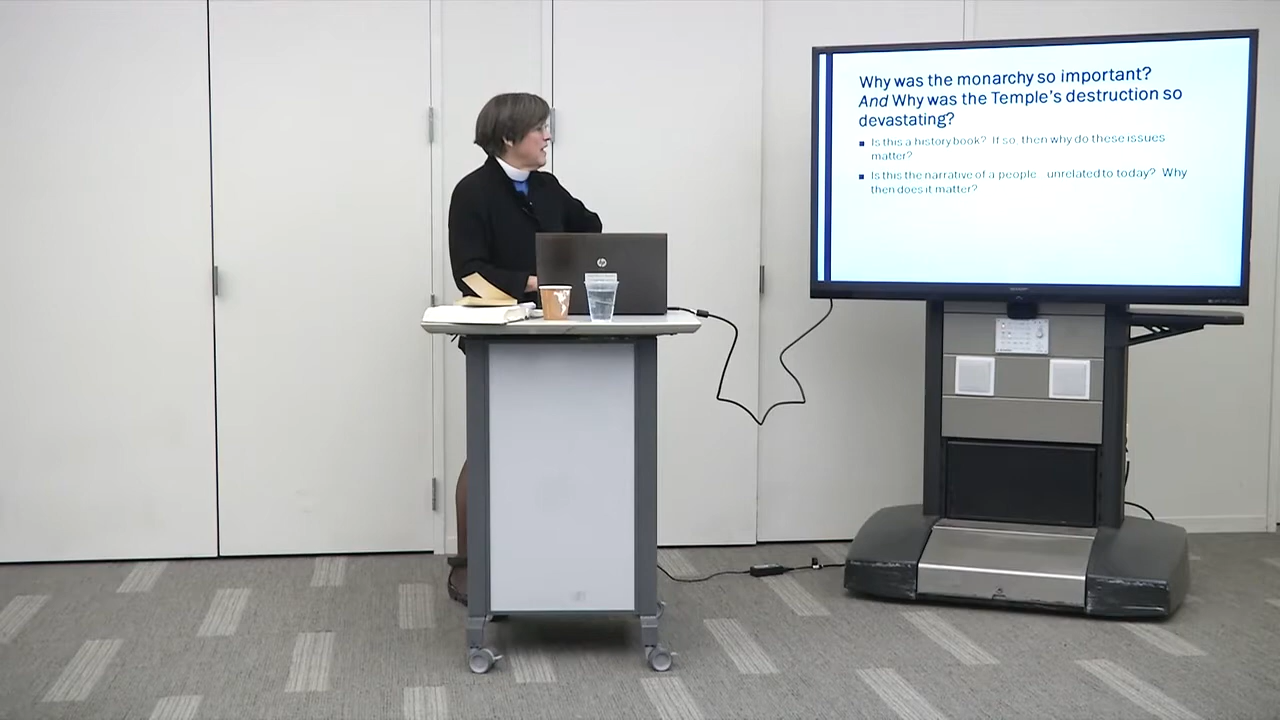 Why was the monarchy so important?
And Why was the Temple's destruction so
devastating?
Is this a history book? If so, then why do these issues
matter?
Is this the narrative of a people unrelated to today? Why
then does it matter?
hp